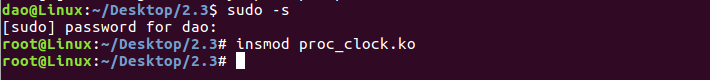 dao@Linux:~/Desktop/2.3$ sudo -s
[sudo] password for dao:
root@Linux:~/Desktop/2.3# insmod proc_clock.ko
root@Linux:~/Desktop/2.3#